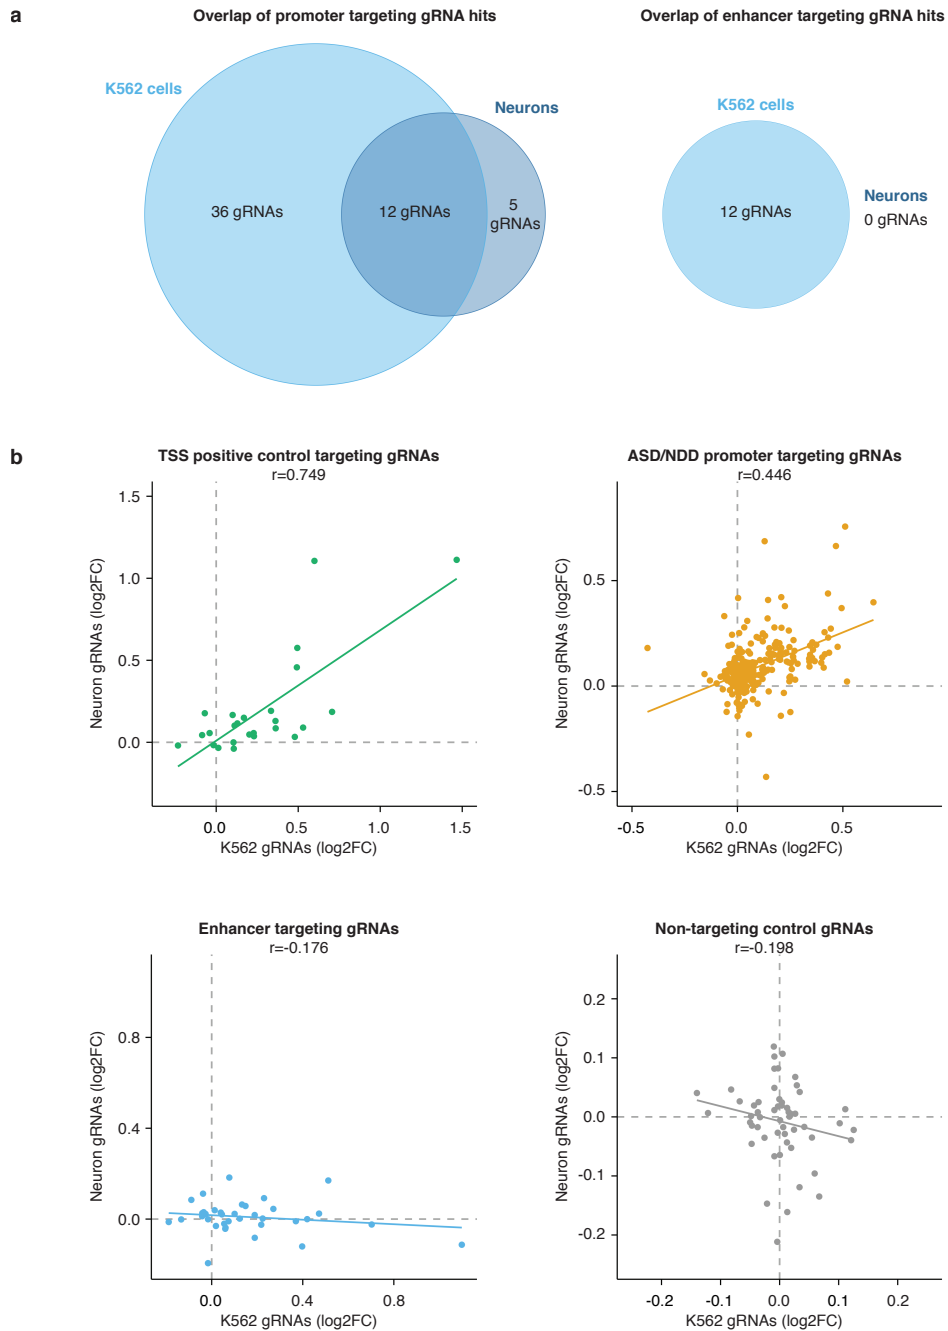 a
Overlap of promoter targeting gRNA hits
K562 cells
Neurons
36 gRNAs
12 gRNAs
5
gRNAs
Overlap of enhancer targeting gRNA hits
K562 cells
12 gRNAs
Neurons
0 gRNAs
b
TSS positive control targeting gRNAs
r=0.749
Neuron gRNAs (log2FC)
1.5
1.0
0.5
0.0
0.0 0.5 1.0 1.5
K562 gRNAs (log2FC)
ASD/NDD promoter targeting gRNAs
r=0.446
Neuron gRNAs (log2FC)
0.5
0.0
-0.5
-0.5 0.0 0.5
K562 gRNAs (log2FC)
Enhancer targeting gRNAs
r=-0.176
Neuron gRNAs (log2FC)
0.8
0.4
0.0
0.0 0.4 0.8
K562 gRNAs (log2FC)
Non-targeting control gRNAs
r=-0.198
Neuron gRNAs (log2FC)
0.2
0.1
0.0
-0.1
-0.2
-0.2 -0.1 0.0 0.1 0.2
K562 gRNAs (log2FC)